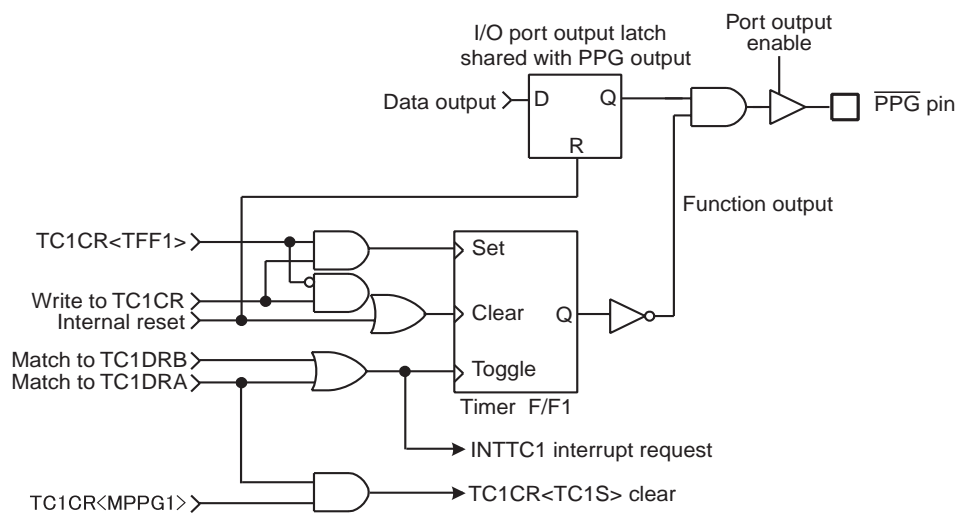 I/O port output latch
shared with PPG output
Port output
enable
Data output
D
Q
R
PPG pin
Function output
TC1CR<TFF1>
Set
Write to TC1CR
Internal reset
Clear
Q
Match to TC1DRB
Match to TC1DRA
Toggle
Timer F/F1
INTTC1 interrupt request
TC1CR<MPPG1>
TC1CR<TC1S> clear